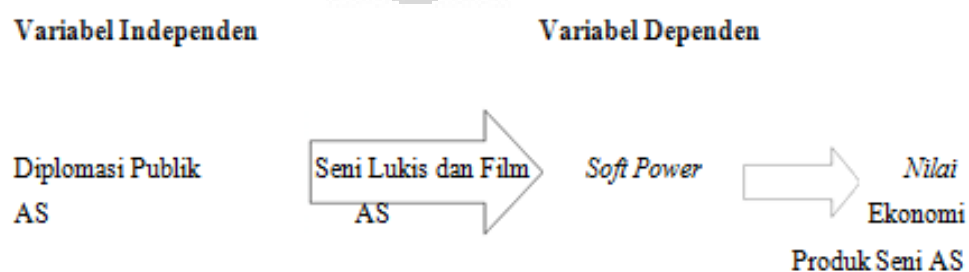 Variabel Independen Variabel Dependen
Diplomasi Publik Seni Lukis dan Film Soft Power Nilai
AS AS Ekonomi
Produk Seni AS